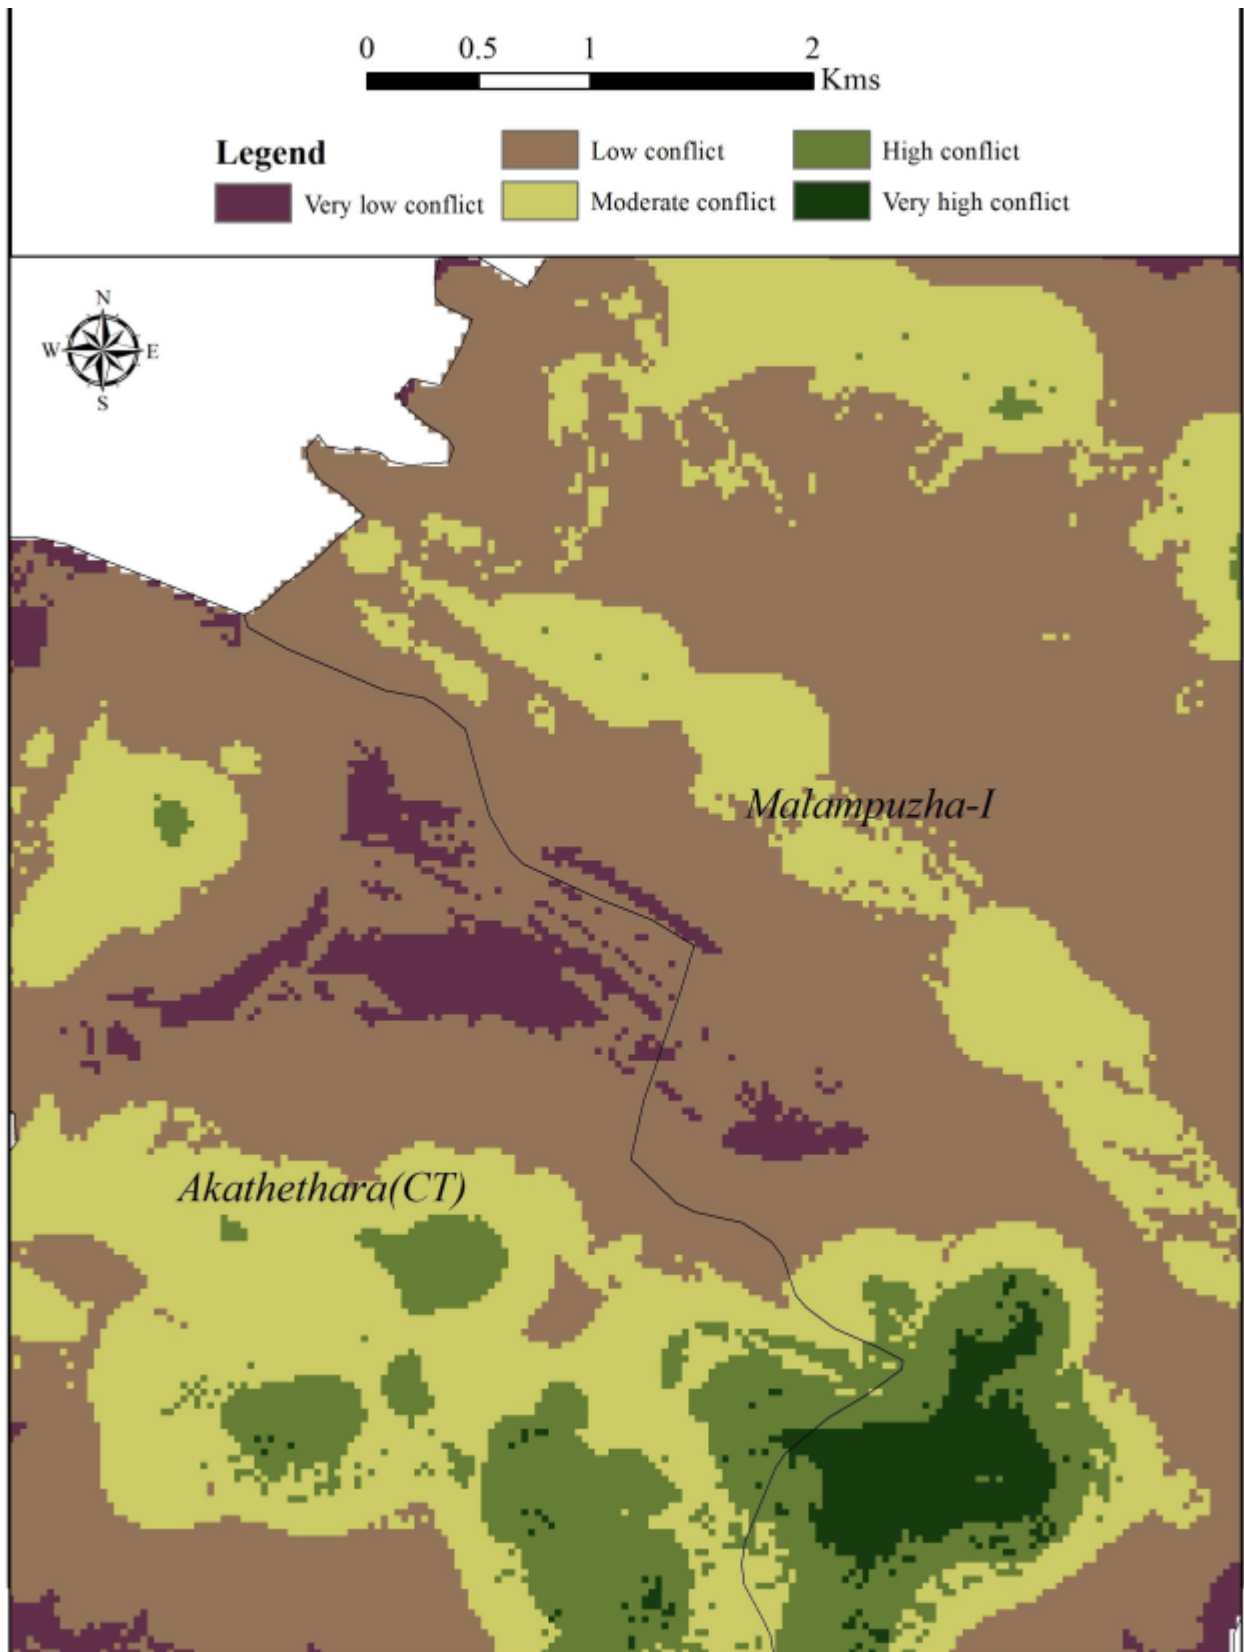 0 0.5 1 2
Kms
Legend
Low conflict
High conflict
Very low conflict
Moderate conflict
Very high conflict
N
W E
S
Malampuzha-I
Akathethara(CT)